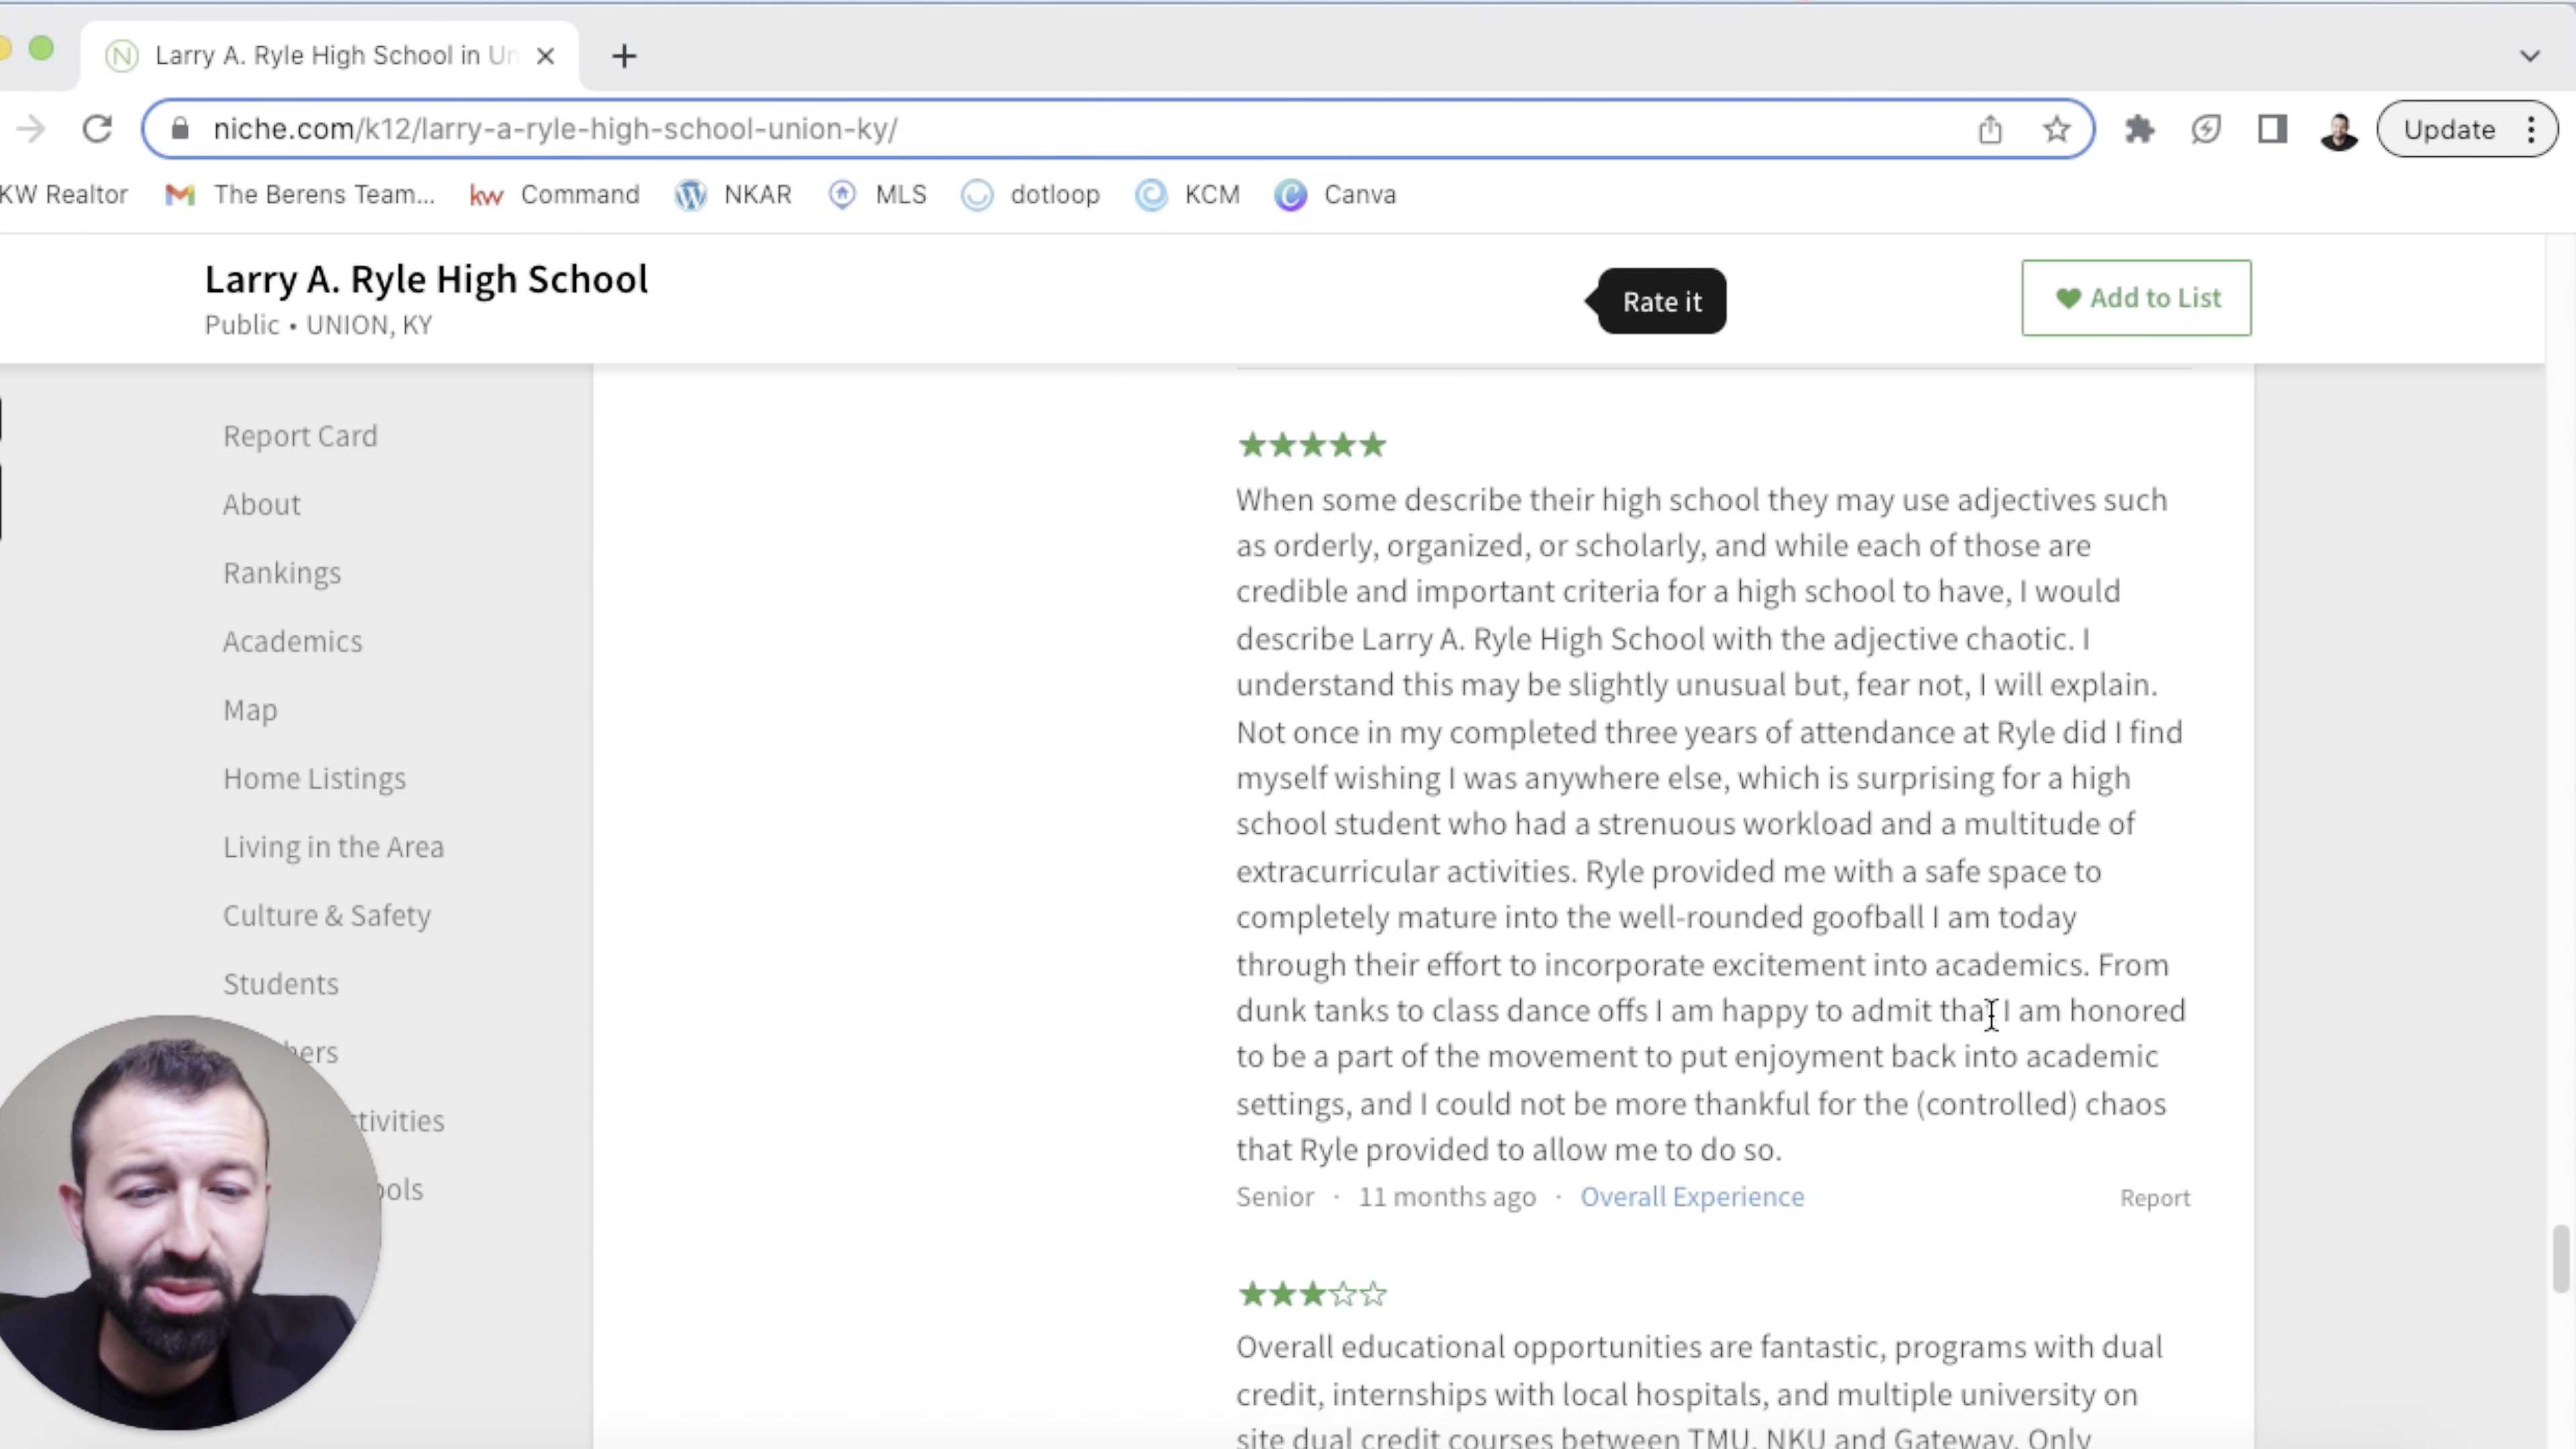 Larry A. Ryle High School in Un
niche.com/k12/larry-a-ryle-high-school-union-ky/
Update
KW Realtor
The Berens Team...
kw Command
NKAR
MLS
dotloop
KCM
Canva
Larry A. Ryle High School
Public • UNION, KY
Rate it
Add to List
Report Card
About
Rankings
Academics
Map
Home Listings
Living in the Area
Culture & Safety
Students
When some describe their high school they may use adjectives such
as orderly, organized, or scholarly, and while each of those are
credible and important criteria for a high school to have, I would
describe Larry A. Ryle High School with the adjective chaotic. I
understand this may be slightly unusual but, fear not, I will explain.
Not once in my completed three years of attendance at Ryle did I find
myself wishing I was anywhere else, which is surprising for a high
school student who had a strenuous workload and a multitude of
extracurricular activities. Ryle provided me with a safe space to
completely mature into the well-rounded goofball I am today
through their effort to incorporate excitement into academics. From
dunk tanks to class dance offs I am happy to admit that I am honored
to be a part of the movement to put enjoyment back into academic
settings, and I could not be more thankful for the (controlled) chaos
that Ryle provided to allow me to do so.
Senior · 11 months ago · Overall Experience
Report
Overall educational opportunities are fantastic, programs with dual
credit, internships with local hospitals, and multiple university on
site dual credit courses between TMU, NKU and Gateway. Only